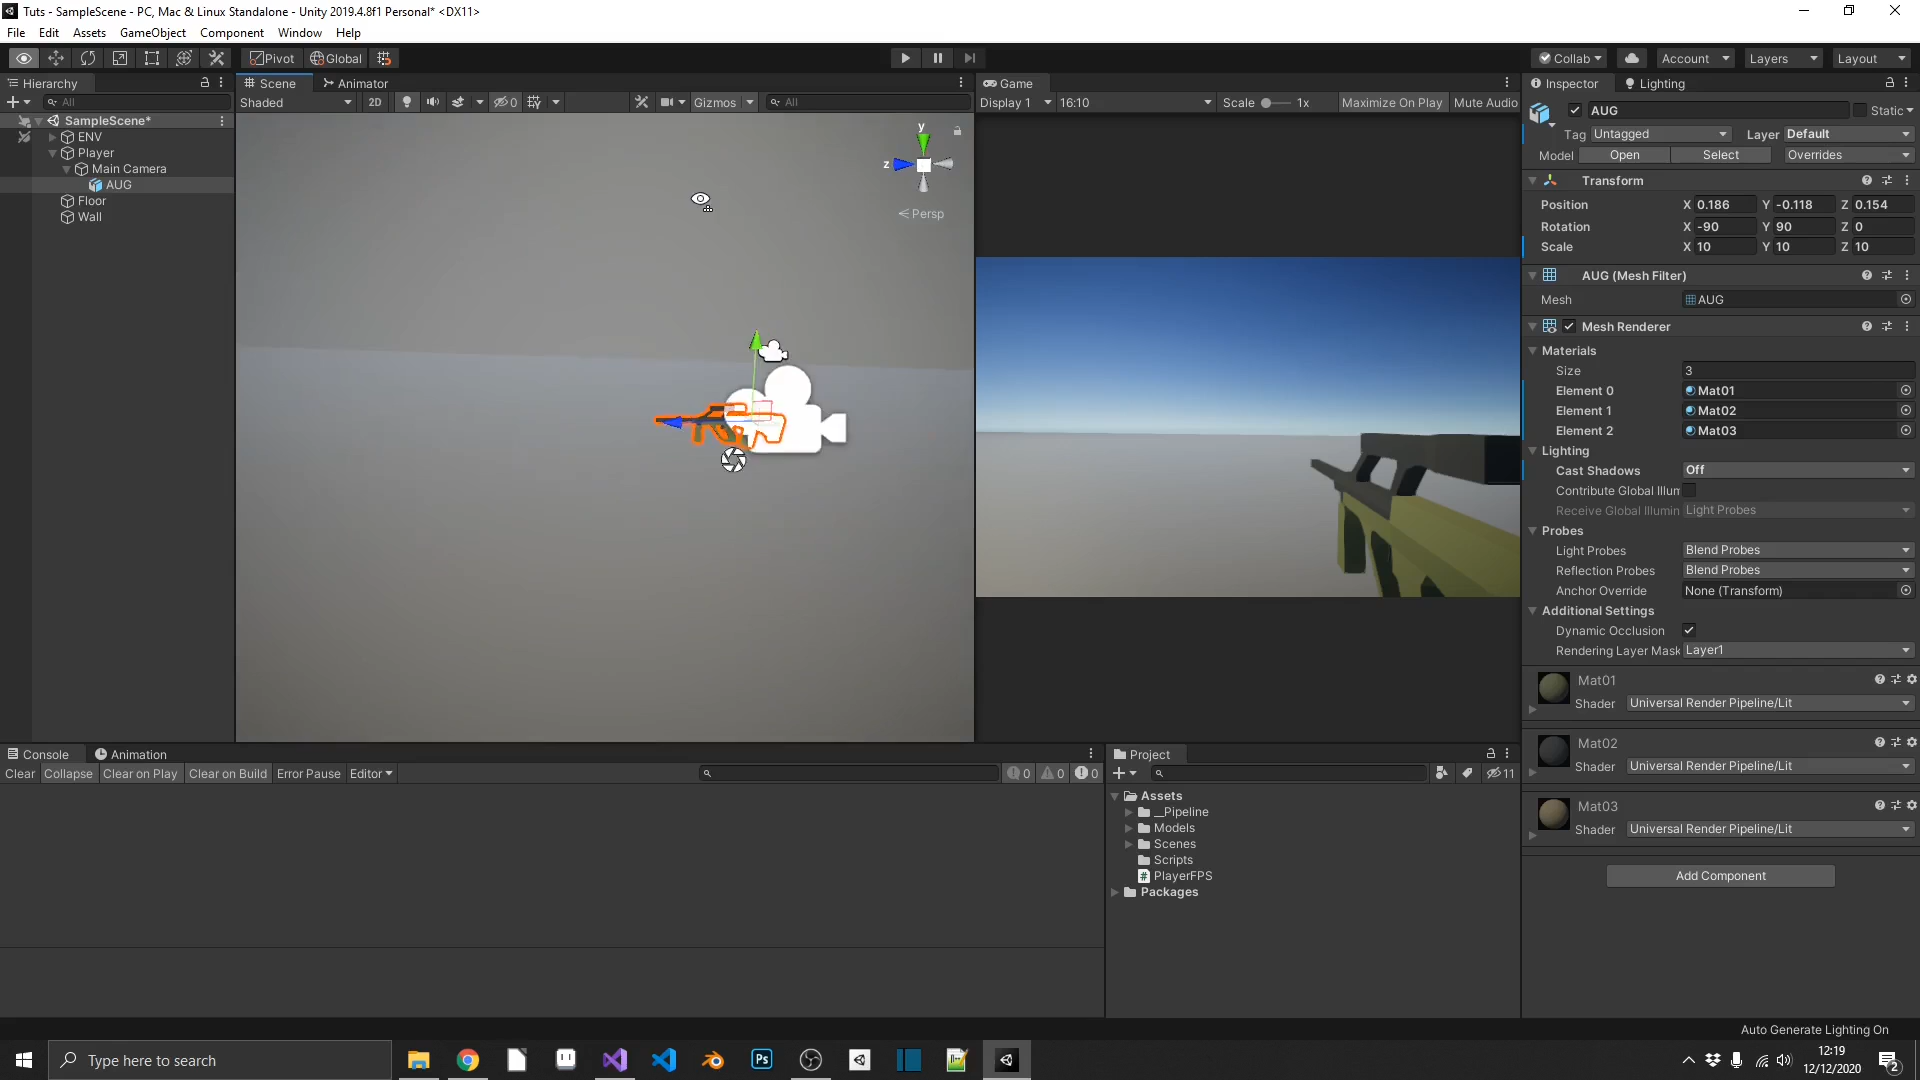 Tuts - SampleScene - PC, Mac & Linux Standalone - Unity 2019.4.8f1 Personal* <DX11>
File Edit Assets GameObject Component Window Help
Pivot Global Collab Account Layers Layout
Hierarchy
All
SampleScene*
ENV
Player
Main Camera
AUG
Floor
Wall
Scene Animator
Shaded 2D 0 Gizmos All
y
z
Persp
Game
Display 1 16:10 Scale 1x Maximize On Play Mute Audio
Inspector Lighting
AUG Static
Tag Untagged Layer Default
Model Open Select Overrides
Transform
Position X 0.186 Y -0.118 Z 0.154
Rotation X -90 Y 90 Z 0
Scale X 10 Y 10 Z 10
AUG (Mesh Filter)
Mesh AUG
Mesh Renderer
Materials
Size 3
Element 0 Mat01
Element 1 Mat02
Element 2 Mat03
Lighting
Cast Shadows Off
Contribute Global Illum
Receive Global Illumin Light Probes
Probes
Light Probes Blend Probes
Reflection Probes Blend Probes
Anchor Override None (Transform)
Additional Settings
Dynamic Occlusion
Rendering Layer Mask Layer1
Mat01
Shader Universal Render Pipeline/Lit
Mat02
Shader Universal Render Pipeline/Lit
Mat03
Shader Universal Render Pipeline/Lit
Add Component
Console Animation
Clear Collapse Clear on Play Clear on Build Error Pause Editor 0 0 0
Project
11
Assets
__Pipeline
Models
Scenes
Scripts
PlayerFPS
Packages
Auto Generate Lighting On
Type here to search
Ps
12:19
12/12/2020
2